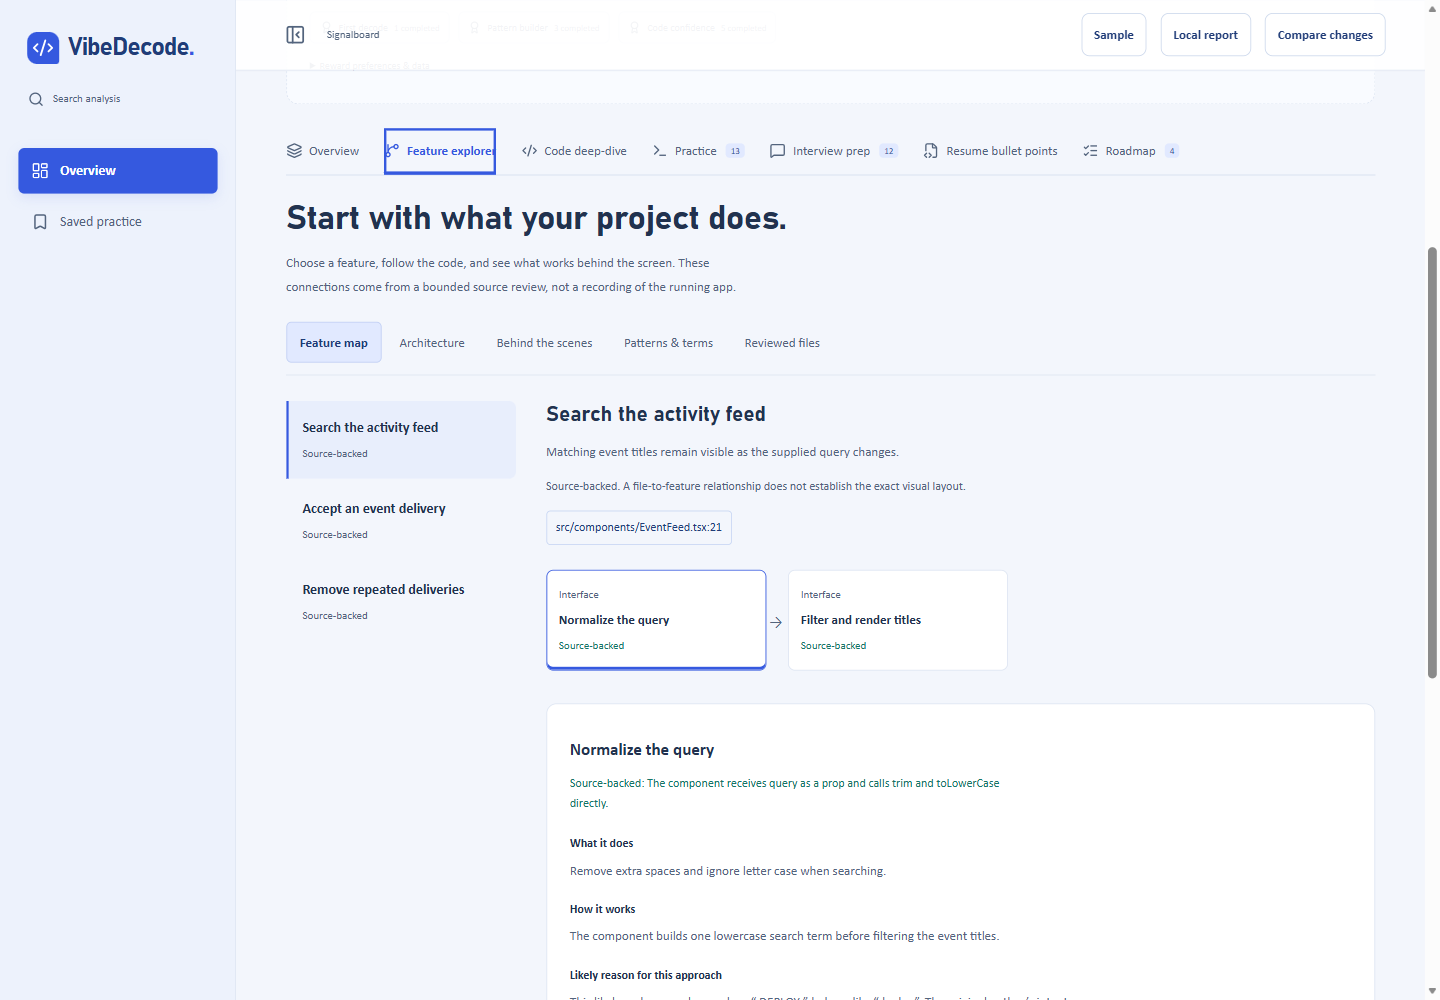 VibeDecode.
Search analysis
Overview
Saved practice
Signalboard
Sample
Local report
Compare changes
Overview
Feature explorer
Code deep-dive
Practice 13
Interview prep 12
Resume bullet points
Roadmap 4
Start with what your project does.
Choose a feature, follow the code, and see what works behind the screen. These
connections come from a bounded source review, not a recording of the running app.
Feature map
Architecture
Behind the scenes
Patterns & terms
Reviewed files
Search the activity feed
Source-backed
Accept an event delivery
Source-backed
Remove repeated deliveries
Source-backed
Search the activity feed
Matching event titles remain visible as the supplied query changes.
Source-backed. A file-to-feature relationship does not establish the exact visual layout.
src/components/EventFeed.tsx:21
Interface
Normalize the query
Source-backed
Interface
Filter and render titles
Source-backed
Normalize the query
Source-backed: The component receives query as a prop and calls trim and toLowerCase
directly.
What it does
Remove extra spaces and ignore letter case when searching.
How it works
The component builds one lowercase search term before filtering the event titles.
Likely reason for this approach